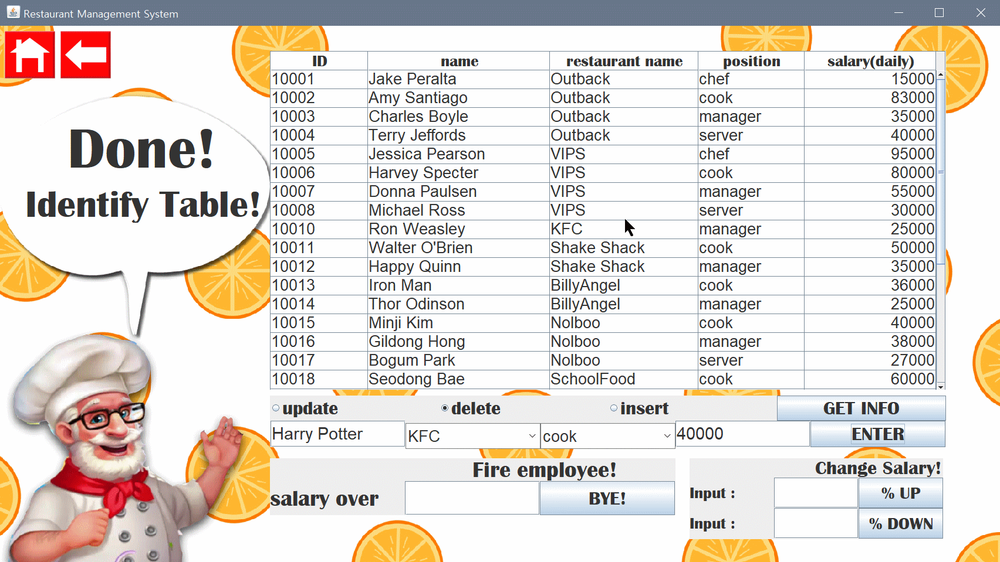 Restaurant Management System
Done!
Identify Table!
ID name restaurant name position salary(daily)
10001 Jake Peralta Outback chef 15000
10002 Amy Santiago Outback cook 83000
10003 Charles Boyle Outback manager 35000
10004 Terry Jeffords Outback server 40000
10005 Jessica Pearson VIPS chef 95000
10006 Harvey Specter VIPS cook 80000
10007 Donna Paulsen VIPS manager 55000
10008 Michael Ross VIPS server 30000
10010 Ron Weasley KFC manager 25000
10011 Walter O'Brien Shake Shack cook 50000
10012 Happy Quinn Shake Shack manager 35000
10013 Iron Man BillyAngel cook 36000
10014 Thor Odinson BillyAngel manager 25000
10015 Minji Kim Nolboo cook 40000
10016 Gildong Hong Nolboo manager 38000
10017 Bogum Park Nolboo server 27000
10018 Seodong Bae SchoolFood cook 60000
update delete insert GET INFO
Harry Potter KFC cook 40000 ENTER
Fire employee!
salary over BYE!
Change Salary!
Input : % UP
Input : % DOWN